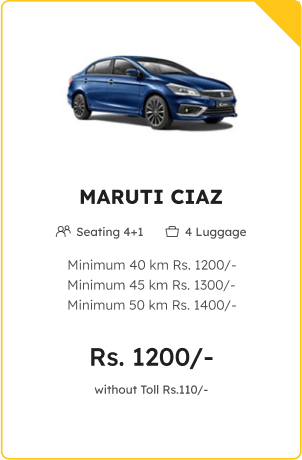 MARUTI CIAZ
Seating 4+1 4 Luggage
Minimum 40 km Rs. 1200/-
Minimum 45 km Rs. 1300/-
Minimum 50 km Rs. 1400/-
Rs. 1200/-
without Toll Rs.110/-